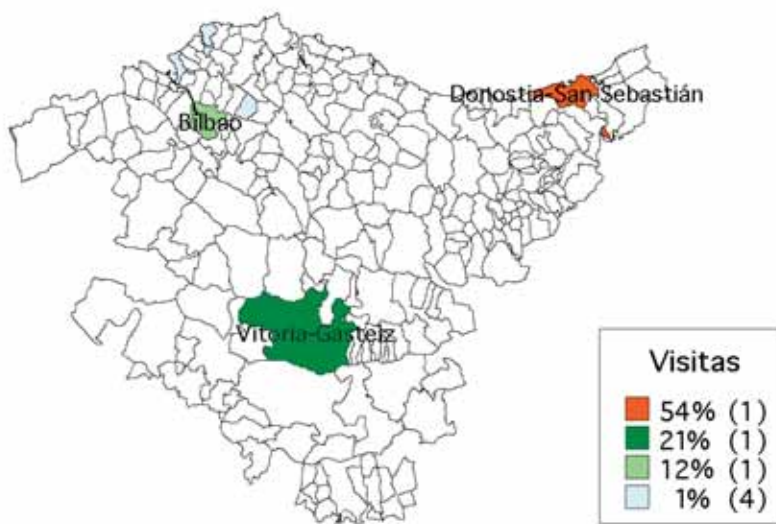 Donostia-San Sebastián
Bilbao
Vitoria-Gasteiz
Visitas
54% (1)
21% (1)
12% (1)
1% (4)